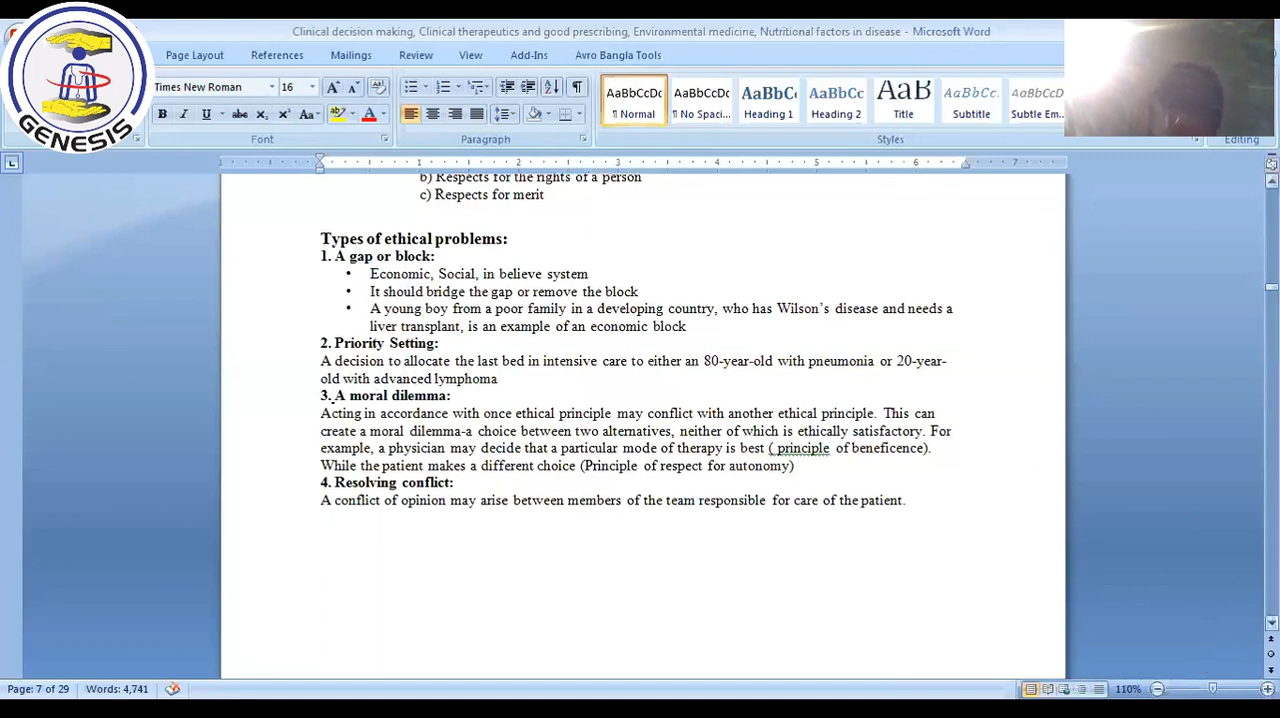 Clinical decision making, Clinical therapeutics and good prescribing, Environmental medicine, Nutritional factors in disease - Microsoft Word
Page Layout References Mailings Review View Add-Ins Avro Bangla Tools
Times New Roman 16
AaBbCcDc AaBbCcDc AaBbC AaBbCc AaB AaBbCc. AaBbCcD
¶ Normal ¶ No Spaci... Heading 1 Heading 2 Title Subtitle Subtle Em...
Font Paragraph Styles Editing
GENESIS
1 2 3 4 5 6 7
b) Respects for the rights of a person
c) Respects for merit
Types of ethical problems:
1. A gap or block:
• Economic, Social, in believe system
• It should bridge the gap or remove the block
• A young boy from a poor family in a developing country, who has Wilson's disease and needs a
liver transplant, is an example of an economic block
2. Priority Setting:
A decision to allocate the last bed in intensive care to either an 80-year-old with pneumonia or 20-year-
old with advanced lymphoma
3. A moral dilemma:
Acting in accordance with once ethical principle may conflict with another ethical principle. This can
create a moral dilemma-a choice between two alternatives, neither of which is ethically satisfactory. For
example, a physician may decide that a particular mode of therapy is best ( principle of beneficence).
While the patient makes a different choice (Principle of respect for autonomy)
4. Resolving conflict:
A conflict of opinion may arise between members of the team responsible for care of the patient.
Page: 7 of 29 Words: 4,741 110%